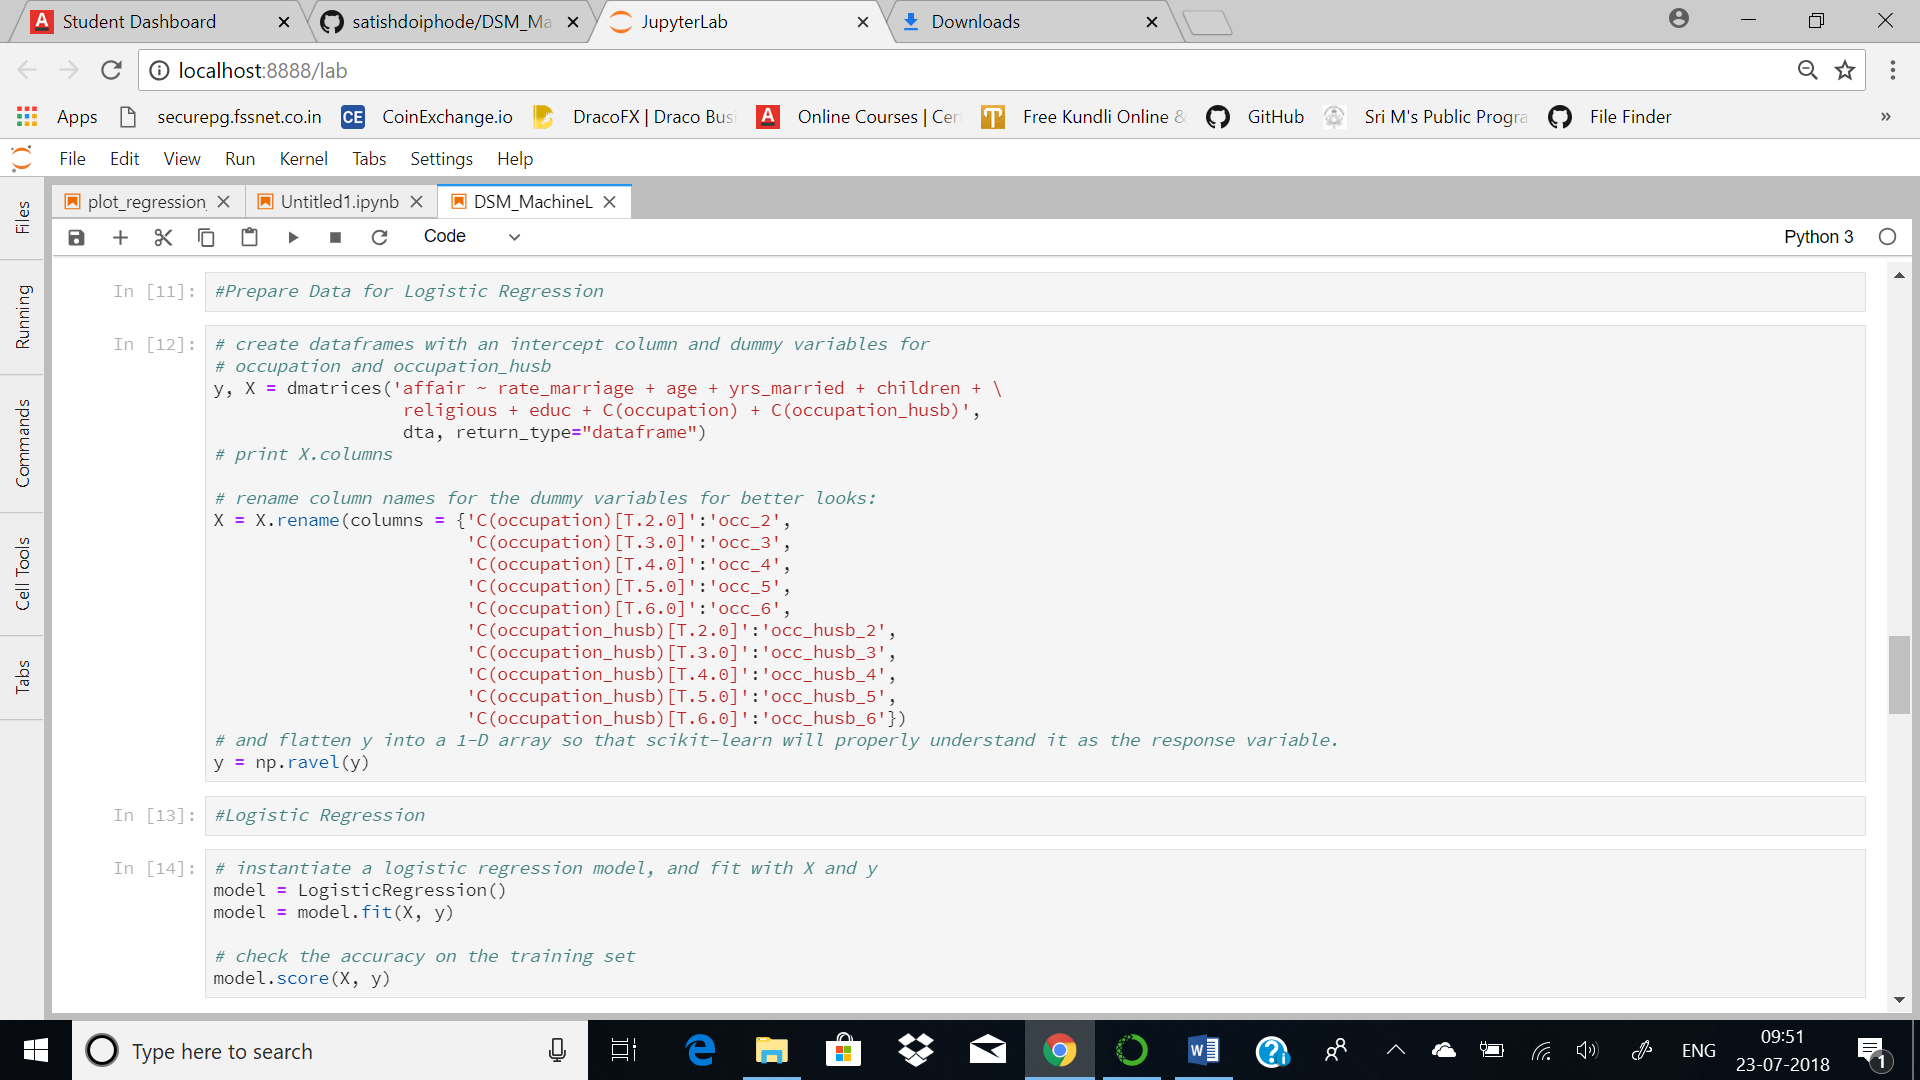 Student Dashboard
satishdoiphode/DSM_Ma
JupyterLab
Downloads
localhost:8888/lab
Apps
securepg.fssnet.co.in
CE CoinExchange.io
DracoFX | Draco Busi
Online Courses | Cer
Free Kundli Online &
GitHub
Sri M's Public Progra
File Finder
»
File Edit View Run Kernel Tabs Settings Help
Files
Running
Commands
Cell Tools
Tabs
plot_regression_
Untitled1.ipynb
DSM_MachineL
Code
Python 3
In [11]: #Prepare Data for Logistic Regression
In [12]: # create dataframes with an intercept column and dummy variables for
# occupation and occupation_husb
y, X = dmatrices('affair ~ rate_marriage + age + yrs_married + children + \
religious + educ + C(occupation) + C(occupation_husb)',
dta, return_type="dataframe")
# print X.columns
# rename column names for the dummy variables for better looks:
X = X.rename(columns = {'C(occupation)[T.2.0]':'occ_2',
'C(occupation)[T.3.0]':'occ_3',
'C(occupation)[T.4.0]':'occ_4',
'C(occupation)[T.5.0]':'occ_5',
'C(occupation)[T.6.0]':'occ_6',
'C(occupation_husb)[T.2.0]':'occ_husb_2',
'C(occupation_husb)[T.3.0]':'occ_husb_3',
'C(occupation_husb)[T.4.0]':'occ_husb_4',
'C(occupation_husb)[T.5.0]':'occ_husb_5',
'C(occupation_husb)[T.6.0]':'occ_husb_6'})
# and flatten y into a 1-D array so that scikit-learn will properly understand it as the response variable.
y = np.ravel(y)
In [13]: #Logistic Regression
In [14]: # instantiate a logistic regression model, and fit with X and y
model = LogisticRegression()
model = model.fit(X, y)
# check the accuracy on the training set
model.score(X, y)
Type here to search
ENG
09:51
23-07-2018
1